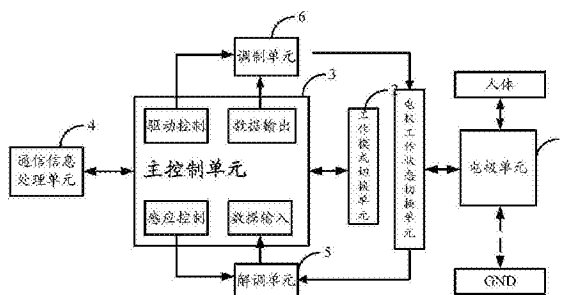 6
调制单元
3
驱动控制
数据输出
主控制单元
感应控制
数据输入
4
通信信息
处理单元
2
工作模式切换单元
电极工作状态切换单元
人体
电极单元
GND
解调单元
5